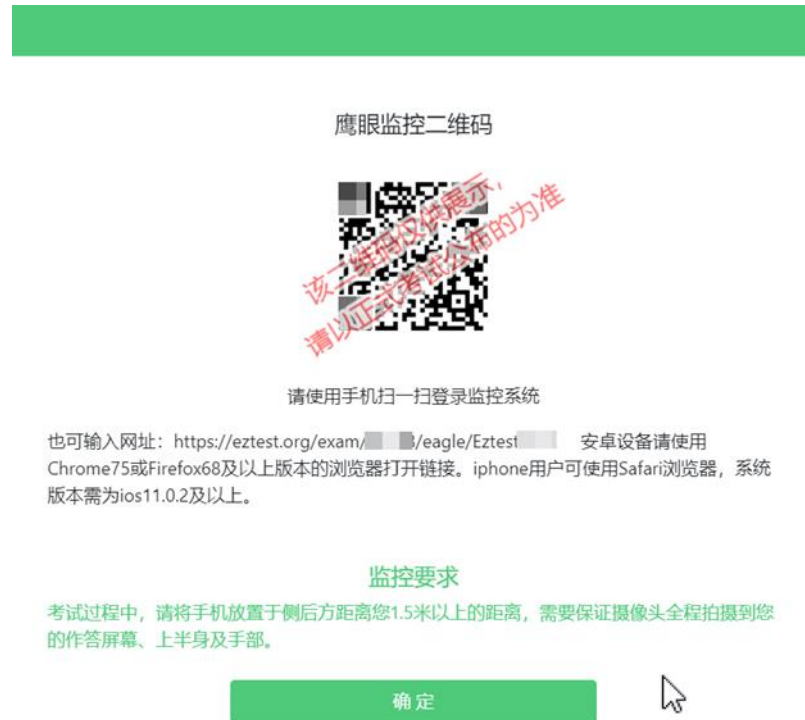 鹰眼监控二维码
该二维码仅供展示,
请以正式考试公布的为准
请使用手机扫一扫登录监控系统
也可输入网址：https://eztest.org/exam/ /eagle/Eztest 安卓设备请使用
Chrome75或Firefox68及以上版本的浏览器打开链接。iphone用户可使用Safari浏览器，系统
版本需为ios11.0.2及以上。
监控要求
考试过程中，请将手机放置于侧后方距离您1.5米以上的距离，需要保证摄像头全程拍摄到您
的作答屏幕、上半身及手部。
确定